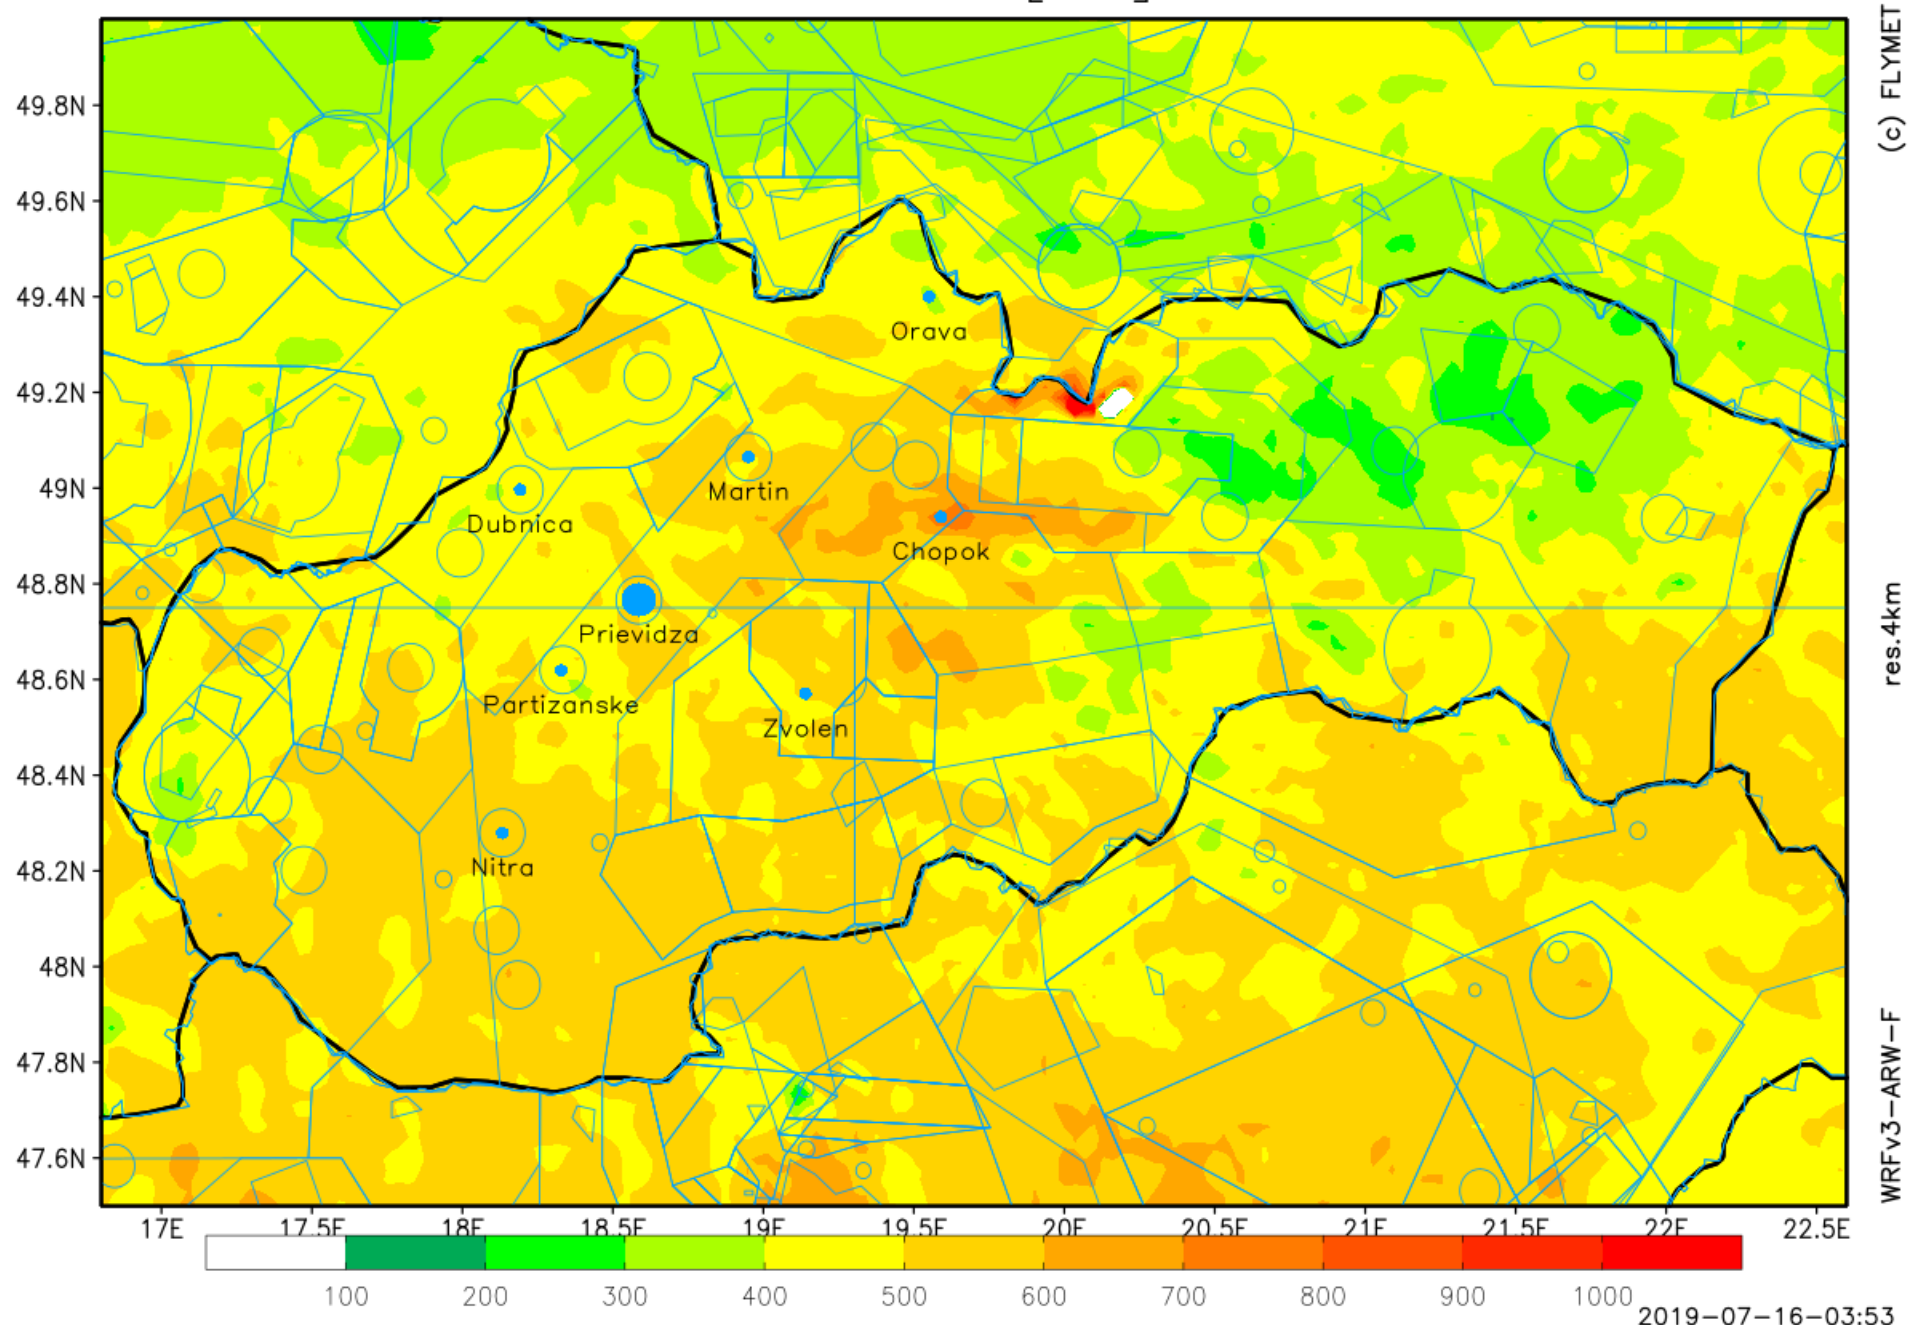 (c) FLYMET
49.8N
49.6N
49.4N
Orava
49.2N
Martin
49N
Dubnica
Chopok
48.8N
res.4km
Prievidza
48.6N
Partizanske
Zvolen
48.4N
Nitra
48.2N
48N
WRFv3-ARW-F
47.8N
47.6N
17E 17.5E 18E 18.5E 19E 19.5E 20E 20.5E 21E 21.5E 22E 22.5E
100 200 300 400 500 600 700 800 900 1000
2019-07-16-03:53